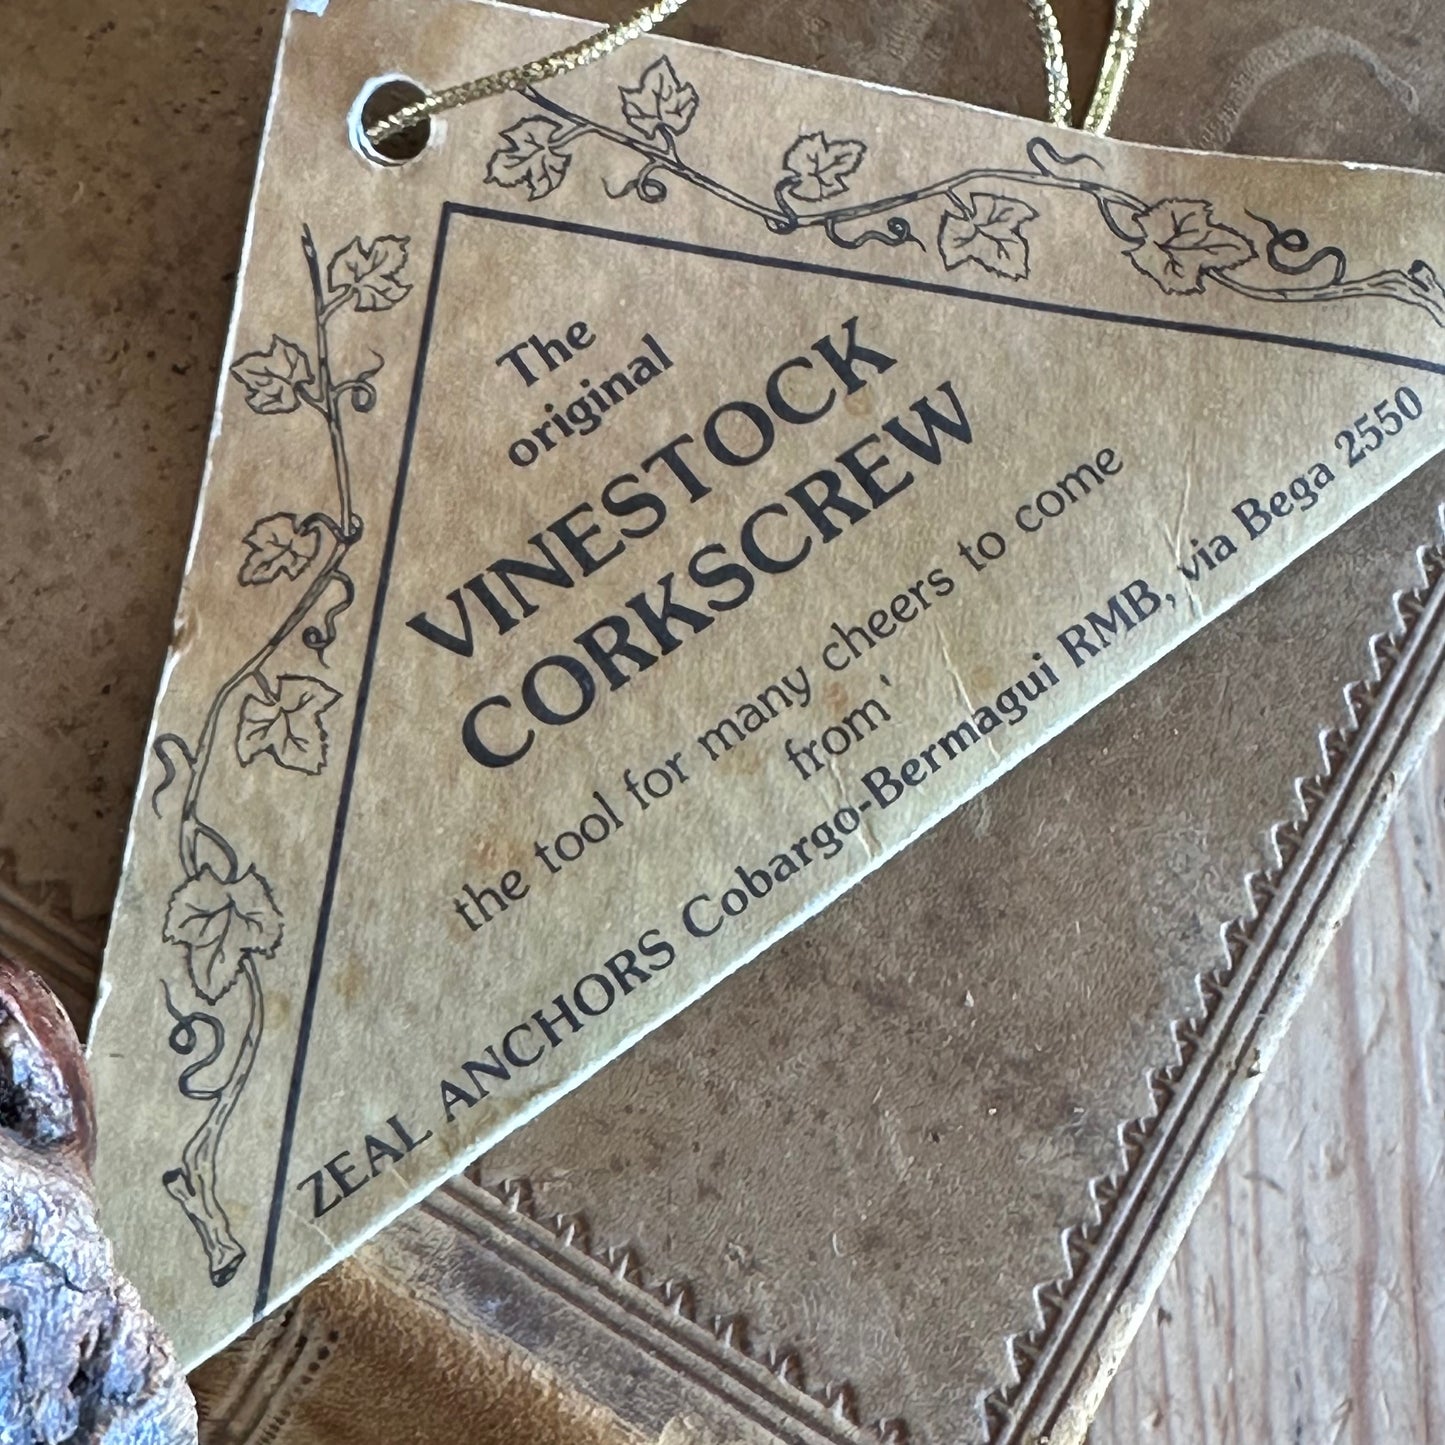 The
original
VINESTOCK
CORKSCREW
the tool for many cheers to come
from'
ZEAL ANCHORS Cobargo-Bermagui RMB, via Bega 2550